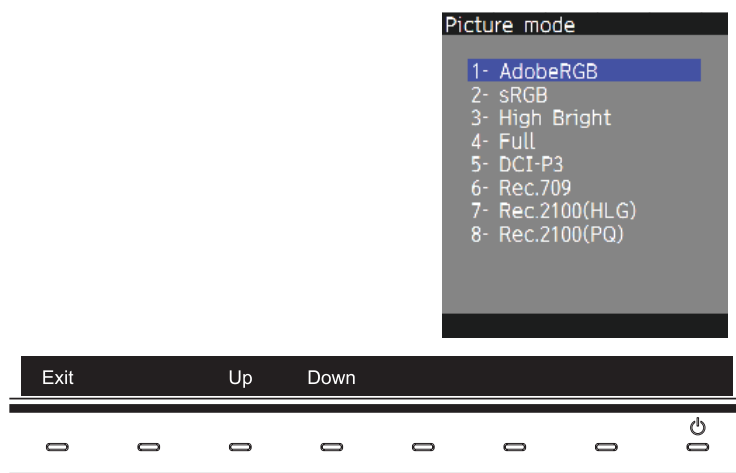 Picture mode
1- AdobeRGB
2- sRGB
3- High Bright
4- Full
5- DCI-P3
6- Rec.709
7- Rec.2100(HLG)
8- Rec.2100(PQ)
Exit Up Down